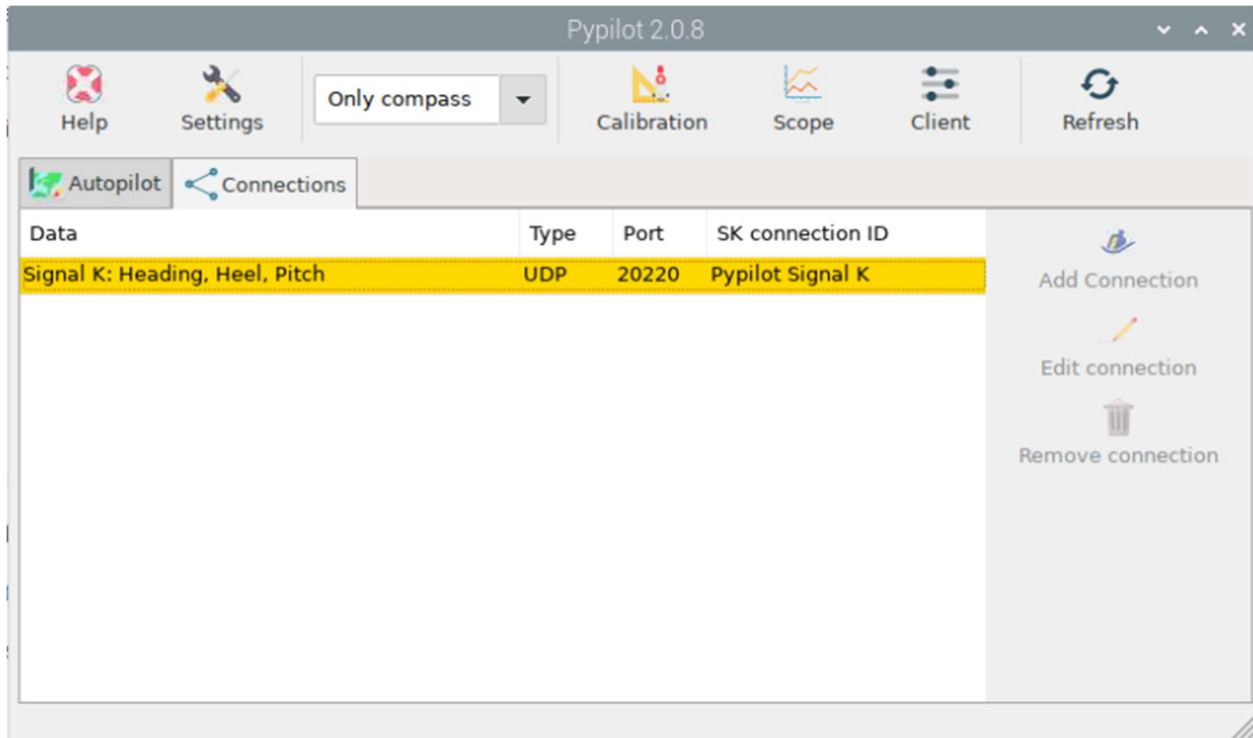 Pypilot 2.0.8
Help
Settings
Only compass
Calibration
Scope
Client
Refresh
Autopilot
Connections
Data Type Port SK connection ID
Signal K: Heading, Heel, Pitch UDP 20220 Pypilot Signal K
Add Connection
Edit connection
Remove connection